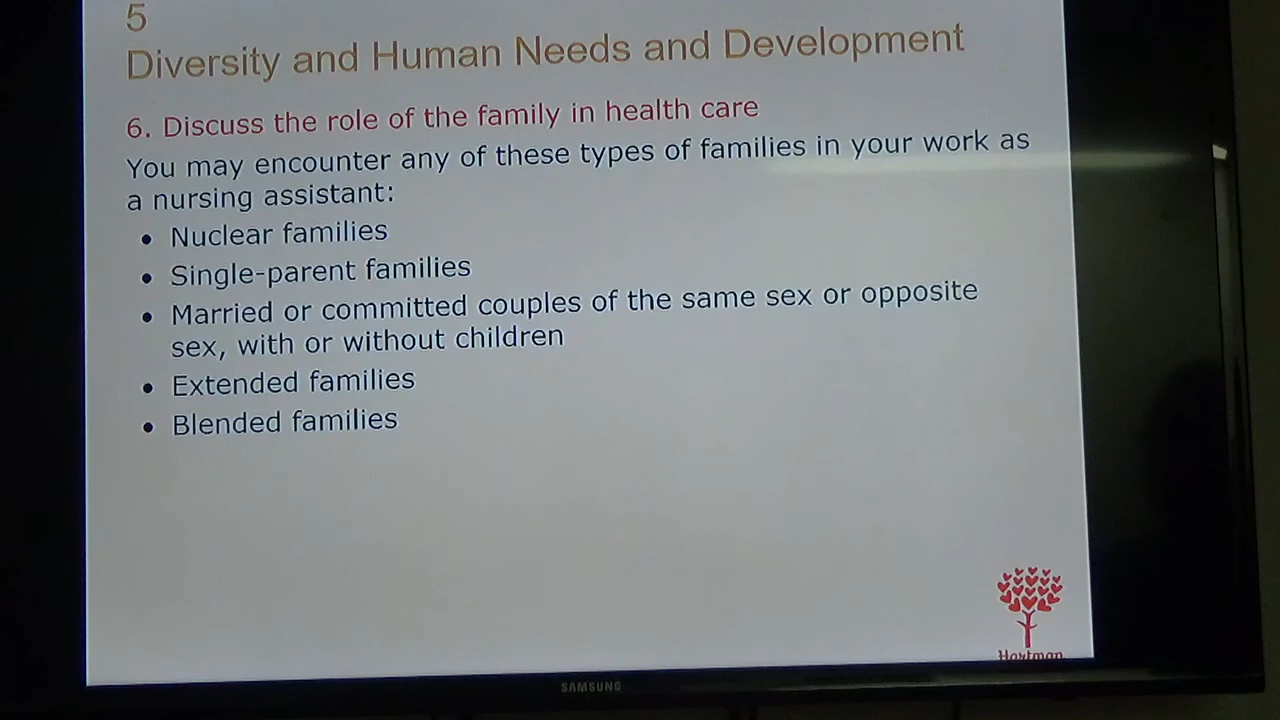 5
Diversity and Human Needs and Development
6. Discuss the role of the family in health care
You may encounter any of these types of families in your work as
a nursing assistant:
• Nuclear families
• Single-parent families
• Married or committed couples of the same sex or opposite
sex, with or without children
• Extended families
• Blended families
Hartman
SAMSUNG